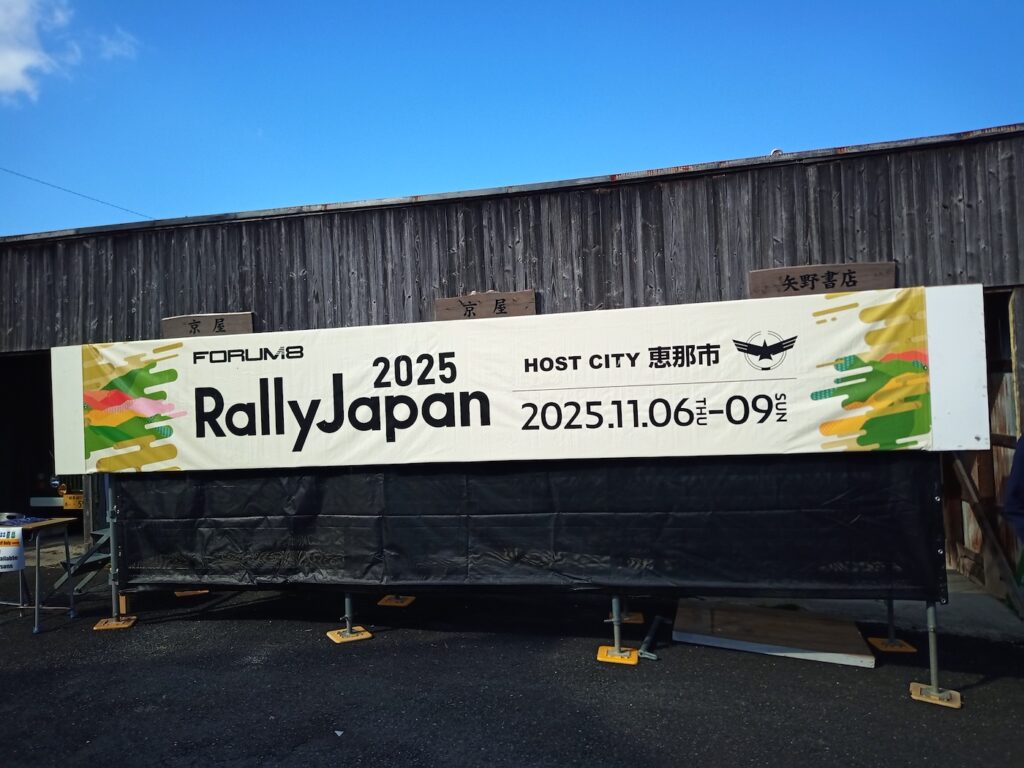 京屋
京屋
矢野書店
FORUM8
2025
RallyJapan
HOST CITY 恵那市
2025.11.06THU-09SUN